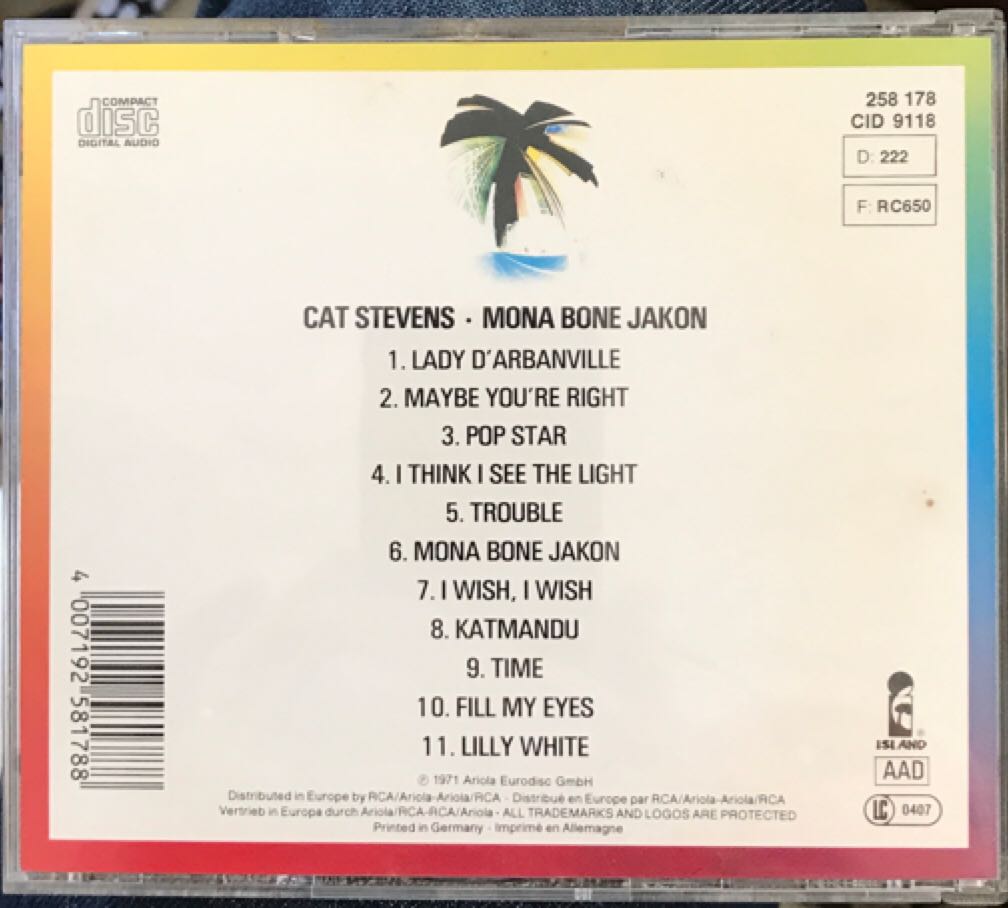 COMPACT
disc
DIGITAL AUDIO
258 178
CID 9118
D: 222
F: RC650
CAT STEVENS · MONA BONE JAKON
1. LADY D'ARBANVILLE
2. MAYBE YOU'RE RIGHT
3. POP STAR
4. I THINK I SEE THE LIGHT
5. TROUBLE
6. MONA BONE JAKON
7. I WISH, I WISH
8. KATMANDU
9. TIME
10. FILL MY EYES
11. LILLY WHITE
4 007192 581788
ISLAND®
AAD
LC 0407
℗ 1971 Ariola Eurodisc GmbH
Distributed in Europe by RCA/Ariola-Ariola/RCA - Distribué en Europe par RCA/Ariola-Ariola/RCA
Vertrieb in Europa durch Ariola/RCA-RCA/Ariola - ALL TRADEMARKS AND LOGOS ARE PROTECTED
Printed in Germany - Imprimé en Allemagne